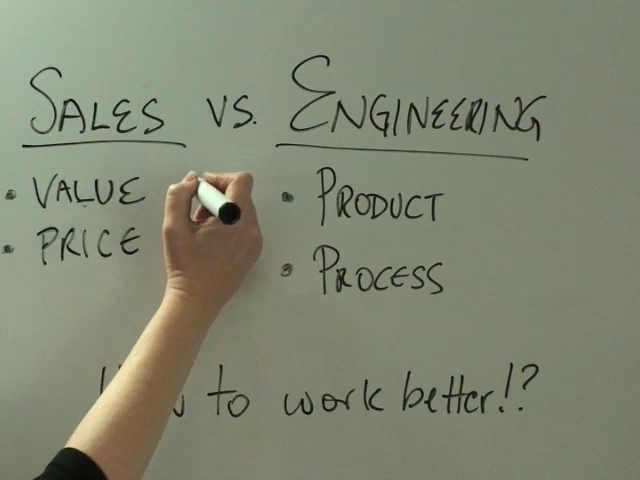 SALES VS. ENGINEERING
• VALUE
• PRICE
• PRODUCT
• PROCESS
to work better!?